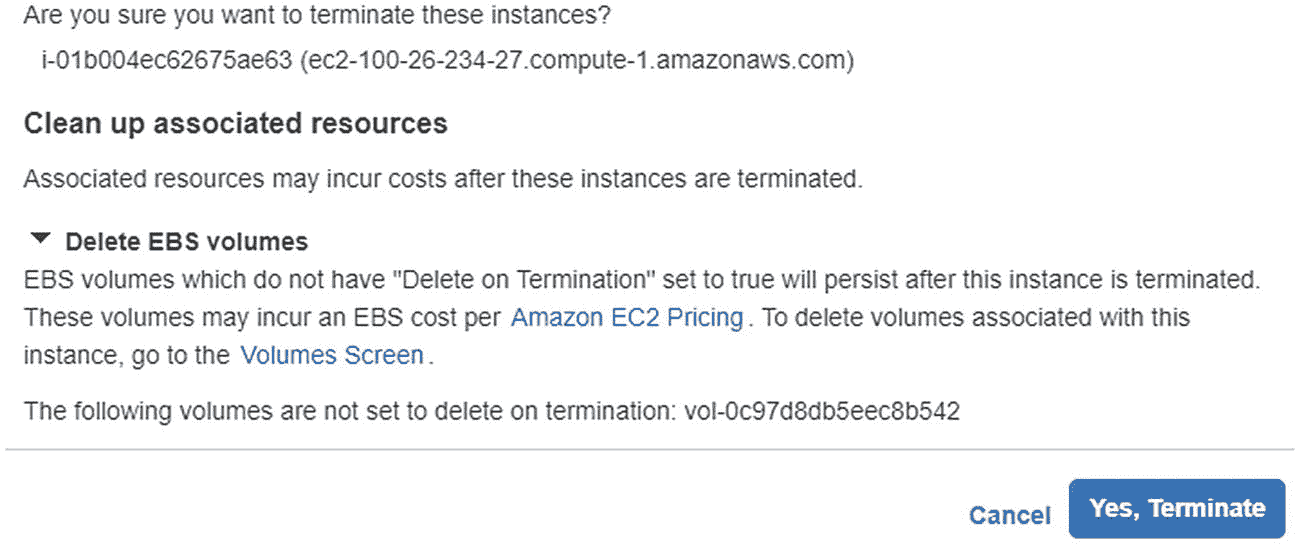 Are you sure you want to terminate these instances?
i-01b004ec62675ae63 (ec2-100-26-234-27.compute-1.amazonaws.com)
Clean up associated resources
Associated resources may incur costs after these instances are terminated.
Delete EBS volumes
EBS volumes which do not have "Delete on Termination" set to true will persist after this instance is terminated.
These volumes may incur an EBS cost per Amazon EC2 Pricing. To delete volumes associated with this
instance, go to the Volumes Screen.
The following volumes are not set to delete on termination: vol-0c97d8db5eec8b542
Cancel Yes, Terminate